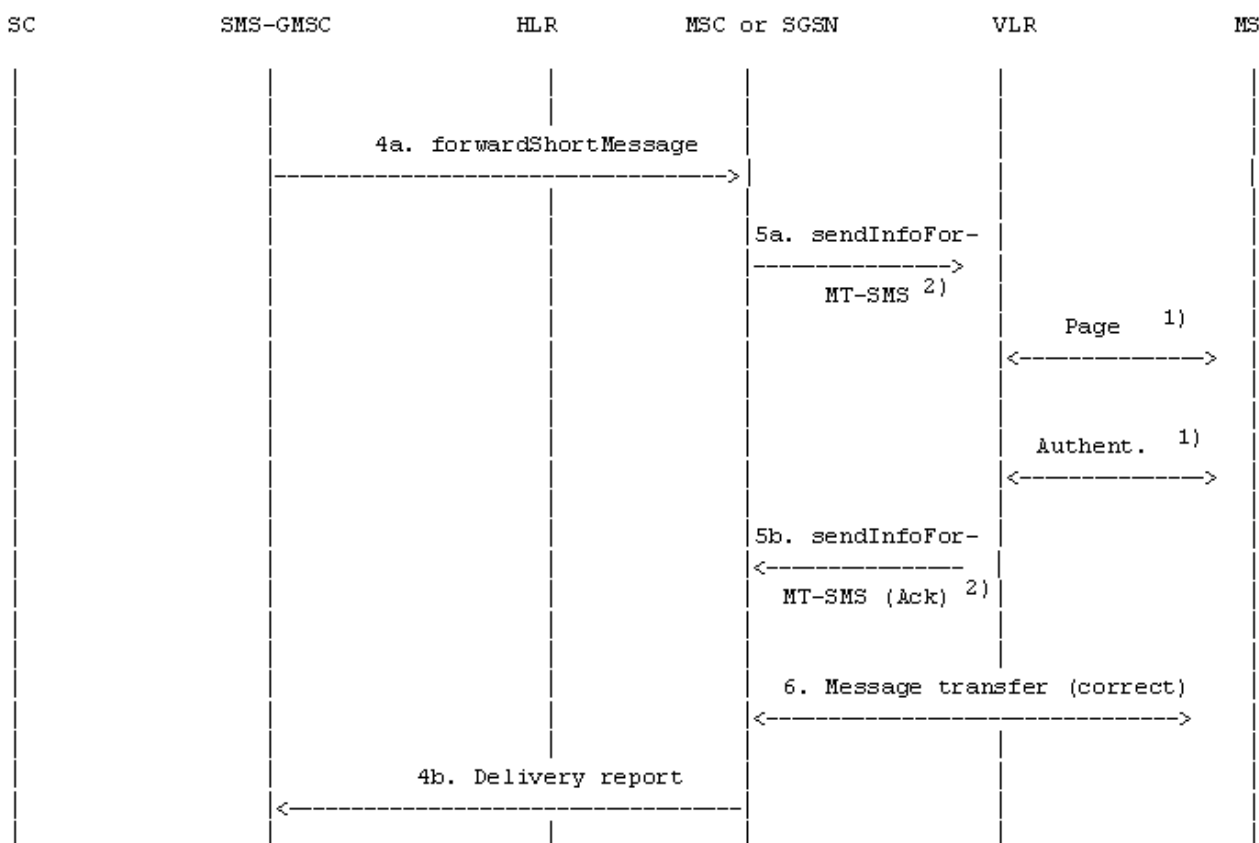 SC SMS-GMSC HLR MSC or SGSN VLR MS
4a. forwardShortMessage
5a. sendInfoFor-
MT-SMS 2)
Page 1)
Authent. 1)
5b. sendInfoFor-
MT-SMS (Ack) 2)
6. Message transfer (correct)
4b. Delivery report